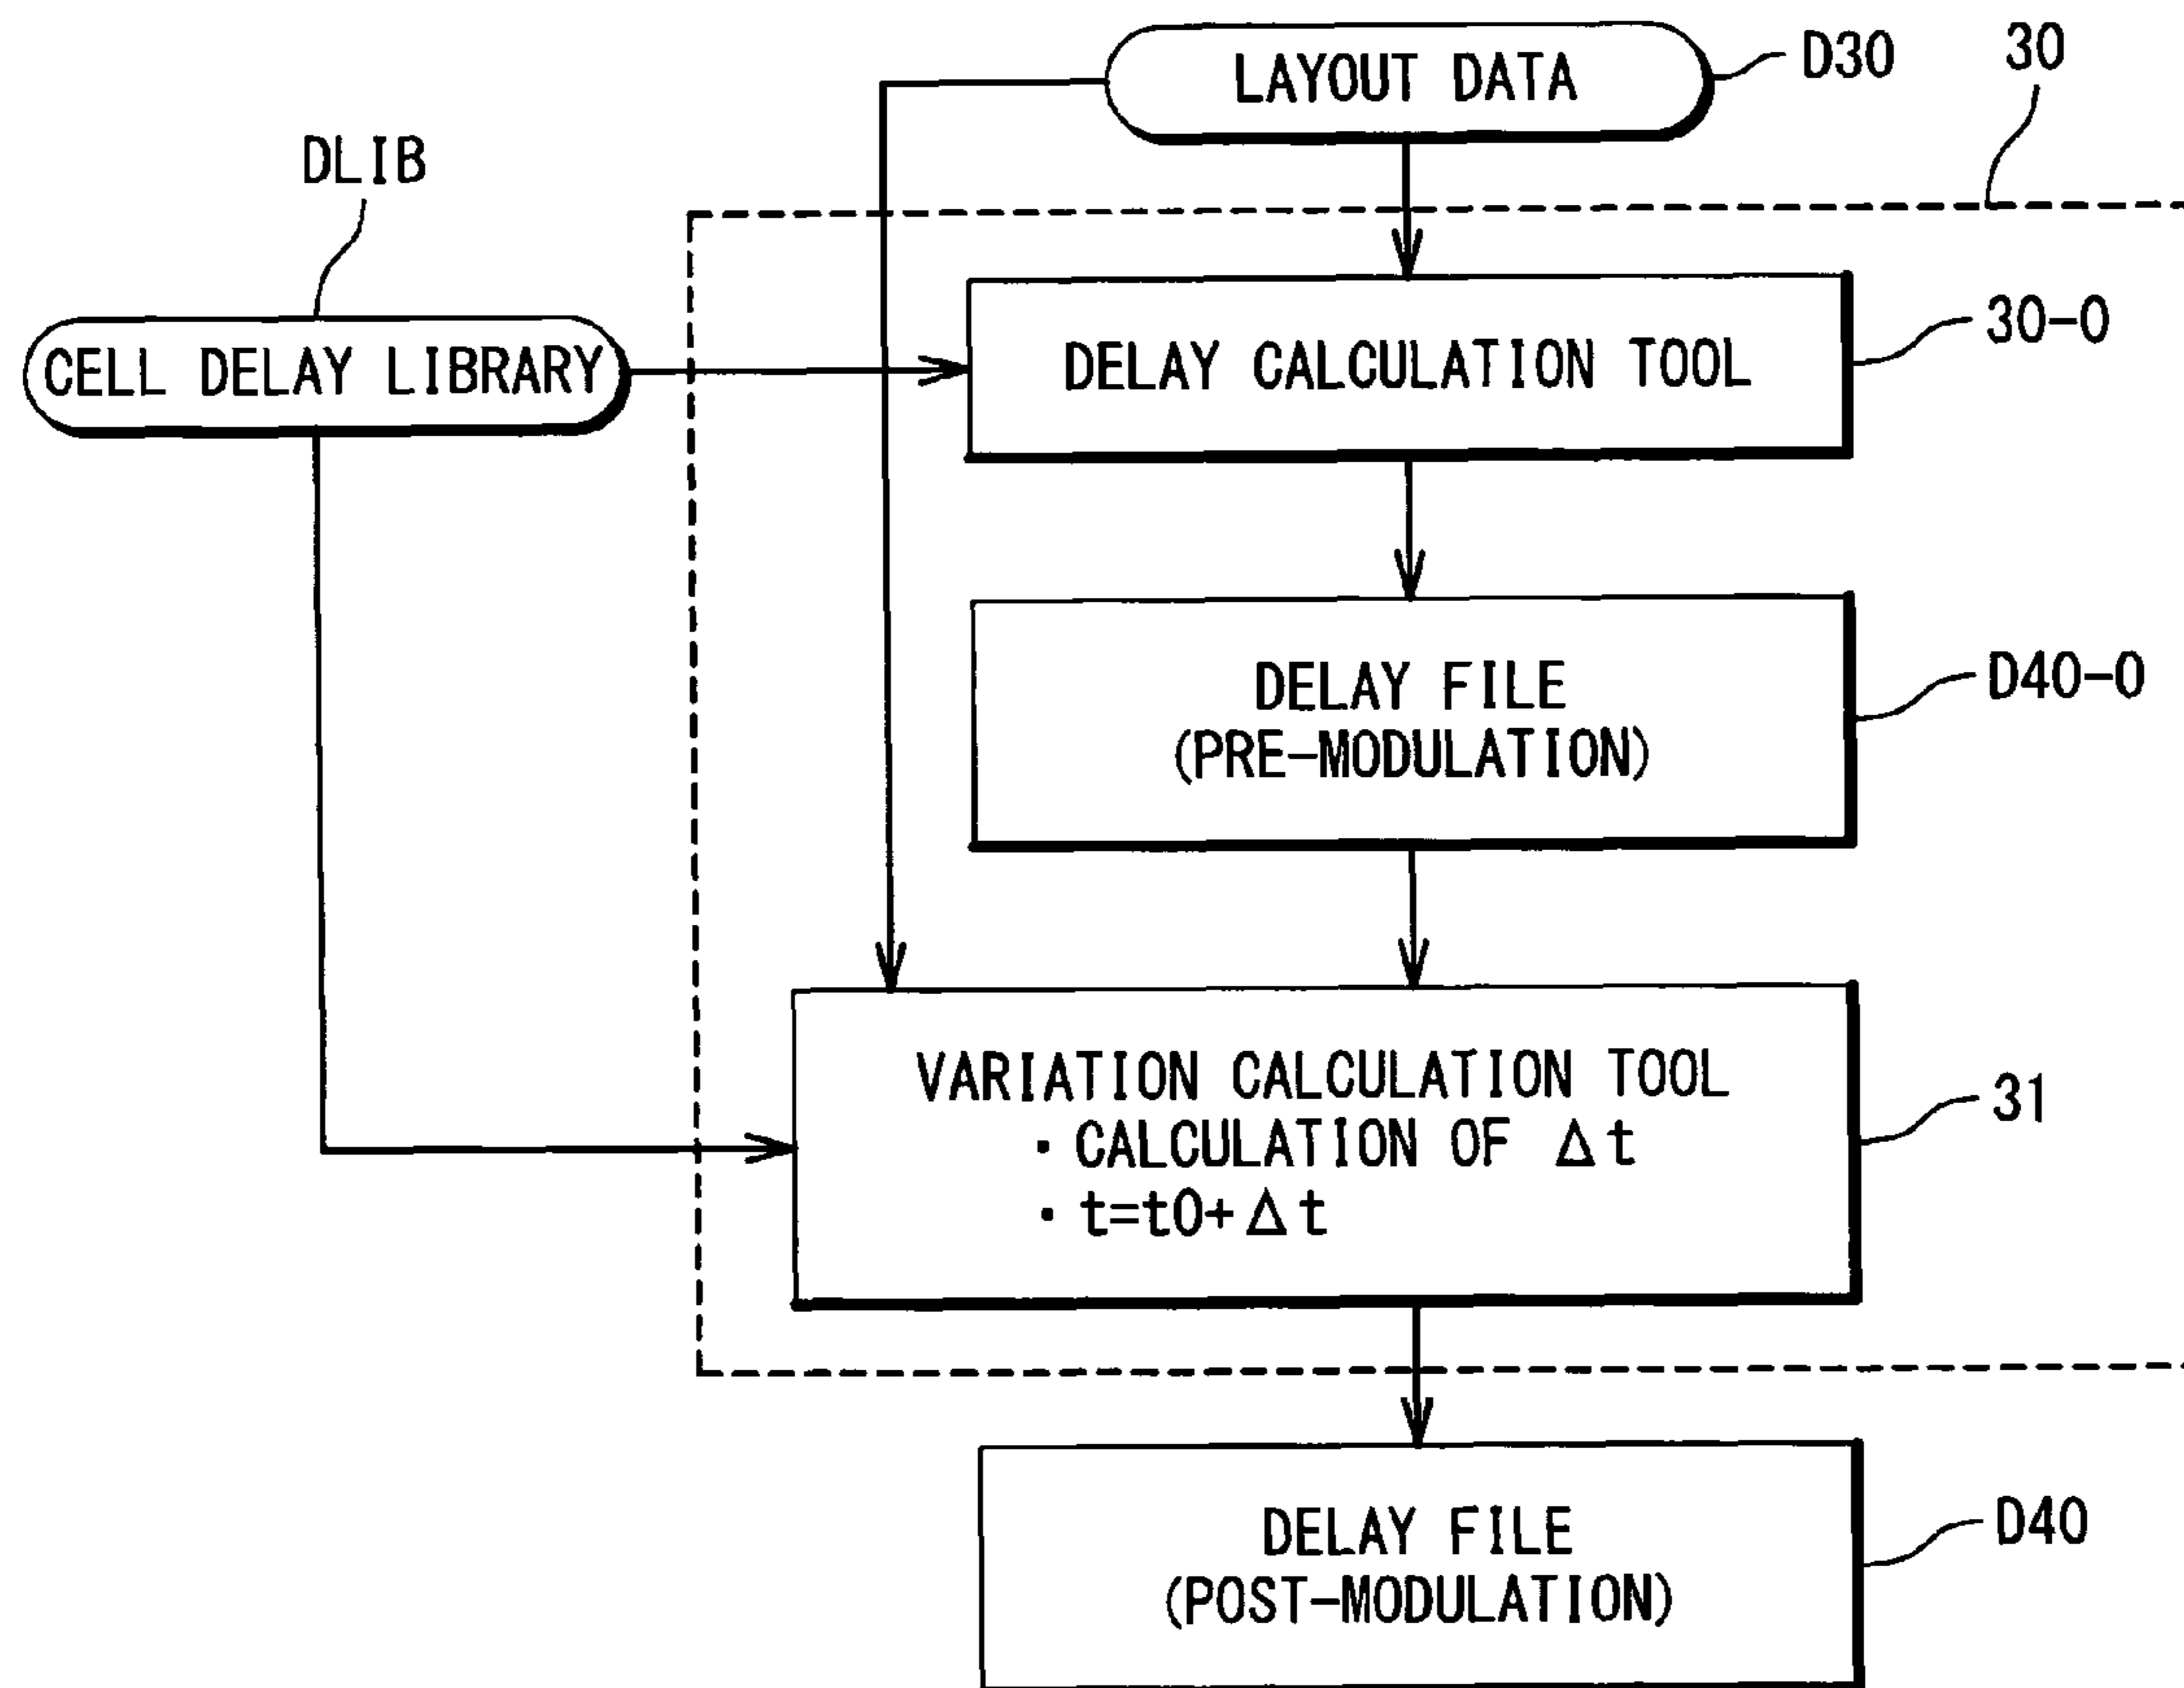 LAYOUT DATA
D30
30
DLIB
CELL DELAY LIBRARY
DELAY CALCULATION TOOL
30-0
DELAY FILE
(PRE-MODULATION)
D40-0
VARIATION CALCULATION TOOL
・CALCULATION OF Δt
・t=t0+Δt
31
DELAY FILE
(POST-MODULATION)
D40